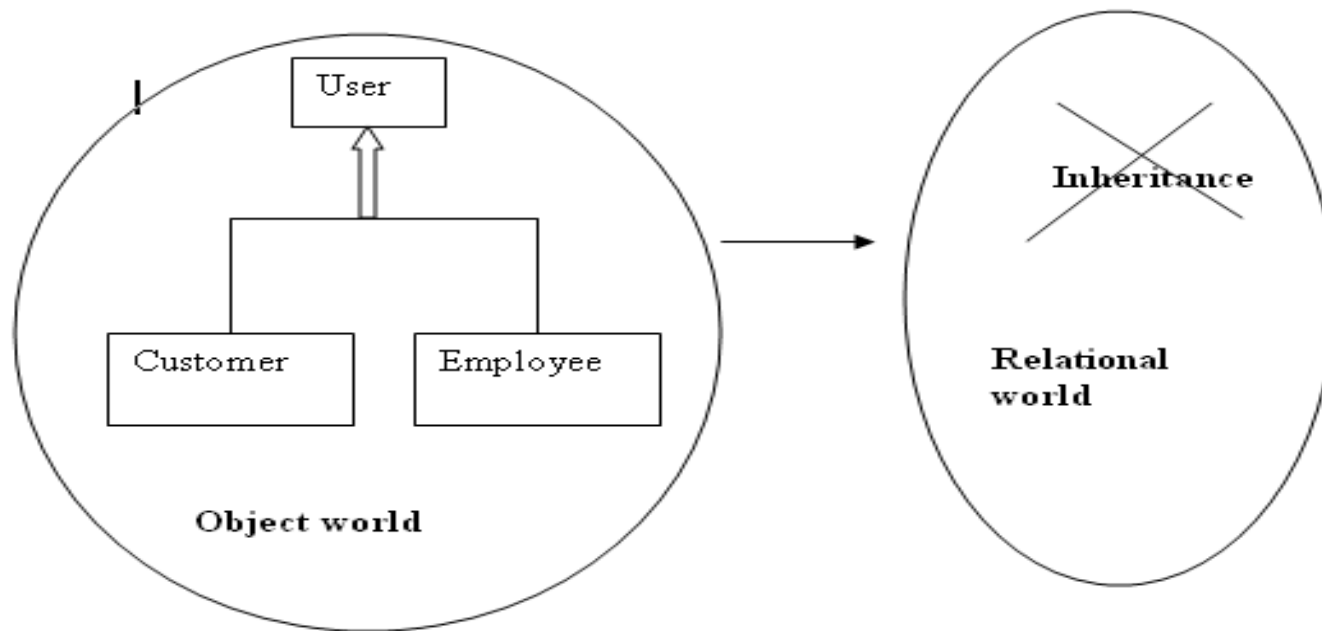 User
Customer
Employee
Object world
Inheritance
Relational
world